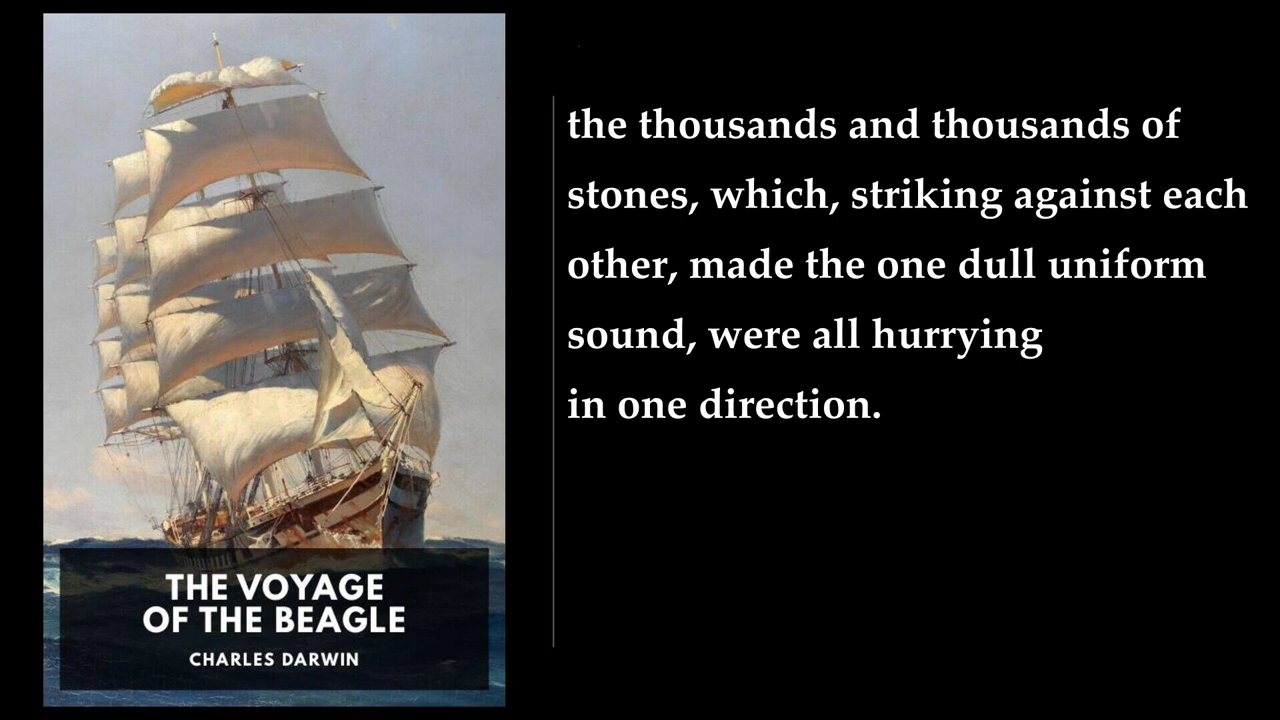 THE VOYAGE
OF THE BEAGLE
CHARLES DARWIN
the thousands and thousands of
stones, which, striking against each
other, made the one dull uniform
sound, were all hurrying
in one direction.